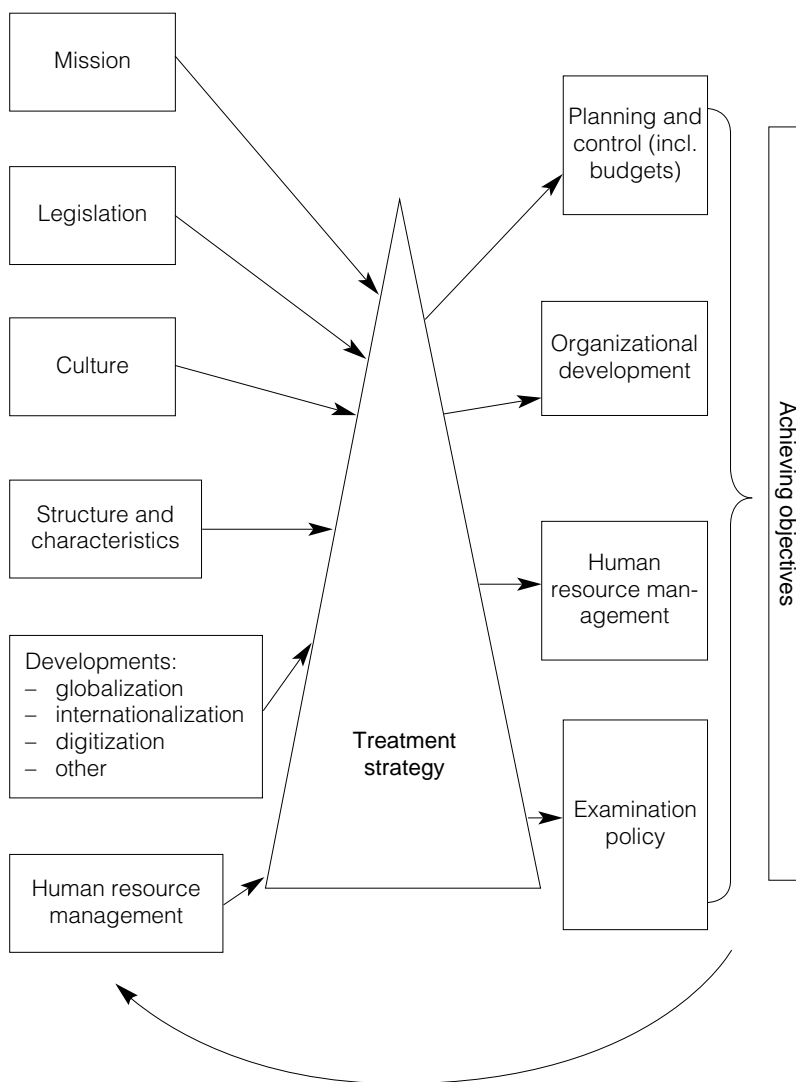 Mission
Legislation
Culture
Structure and
characteristics
Developments:
– globalization
– internationalization
– digitization
– other
Human resource
management
Treatment
strategy
Planning and
control (incl.
budgets)
Organizational
development
Human
resource man-
agement
Examination
policy
Achieving objectives